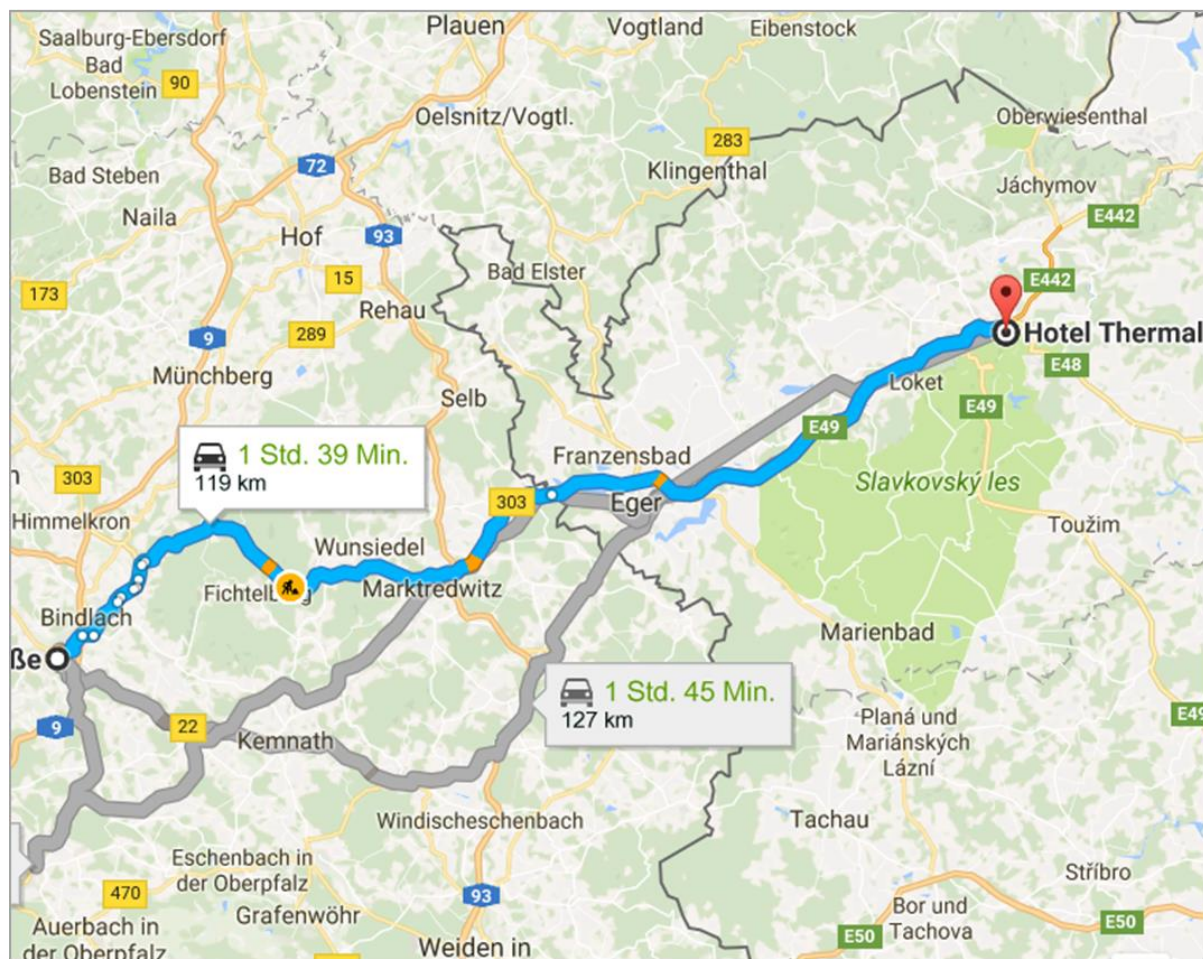 Plauen
Vogtland
Eibenstock
Saalburg-Ebersdorf
Bad
Lobenstein
90
Oelsnitz/Vogtl.
Oberwiesenthal
283
Klingenthal
72
Bad Steben
Jáchymov
Naila
E442
Hof
93
Bad Elster
15
E442
173
Rehau
289
9
Hotel Thermal
Münchberg
E48
Loket
Selb
E49
E49
1 Std. 39 Min.
119 km
Franzensbad
303
Slavkovský les
303
Eger
Himmelkron
Toužim
Wunsiedel
Marktredwitz
Bindlach
Marienbad
ße
1 Std. 45 Min.
127 km
9
22
Kemnath
E49
Planá und
Mariánských
Lázní
Windischeschenbach
Tachau
Eschenbach in
der Oberpfalz
Stříbro
470
93
Grafenwöhr
Bor und
Tachova
E50
E50
Auerbach in
der Oberpfalz
Weiden in